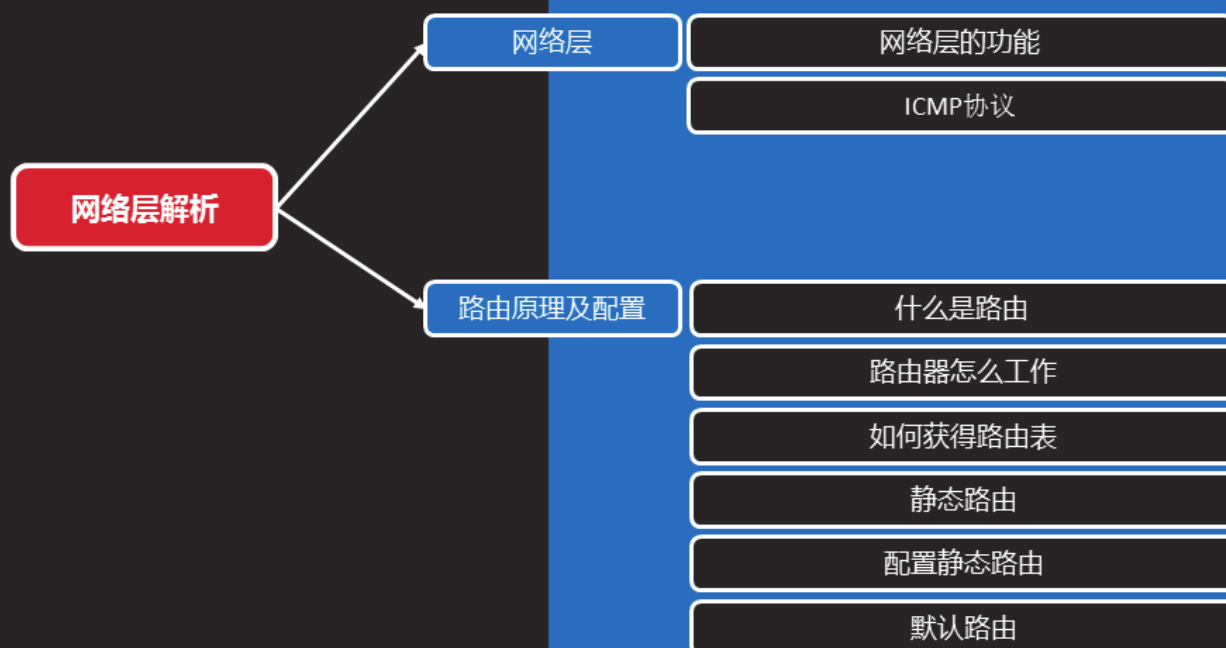 网络层解析
网络层
网络层的功能
ICMP协议
路由原理及配置
什么是路由
路由器怎么工作
如何获得路由表
静态路由
配置静态路由
默认路由